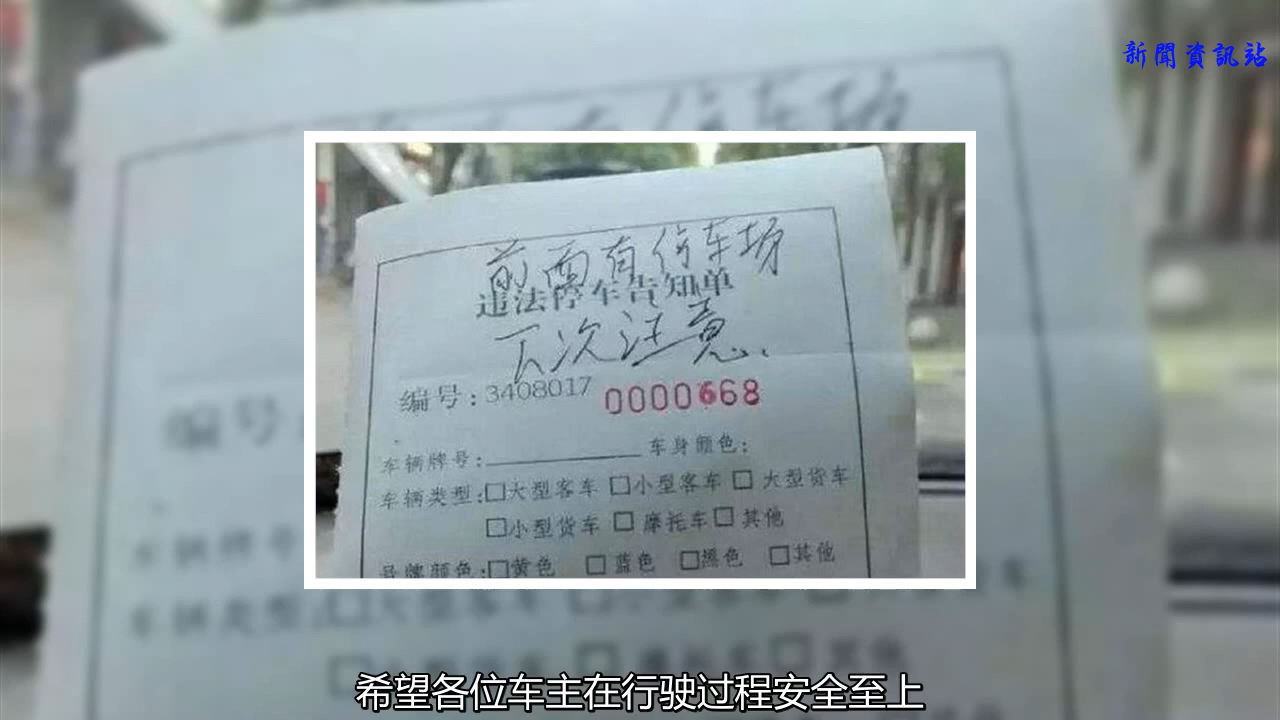 新聞資訊站
前面有停车场
违法停车告知单
下次注意、
编号：3408017 0000668
车辆牌号：__________ 车身颜色：
车辆类型：□大型客车 □小型客车 □大型货车
□小型货车 □摩托车 □其他
号牌颜色：□黄色 □蓝色 □黑色 □其他
希望各位车主在行驶过程安全至上